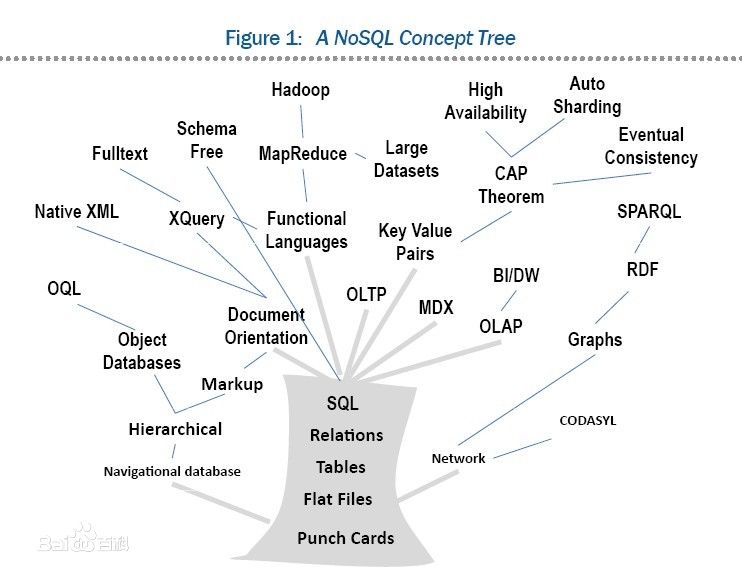 Figure 1: A NoSQL Concept Tree
Hadoop
High
Availability
Auto
Sharding
Schema
Free
Fulltext
MapReduce
Large
Datasets
Eventual
Consistency
CAP
Theorem
Native XML
XQuery
Functional
Languages
Key Value
Pairs
SPARQL
OQL
OLTP
BI/DW
RDF
MDX
Document
Orientation
OLAP
Object
Databases
Graphs
Markup
SQL
Hierarchical
Relations
CODASYL
Navigational database
Tables
Network
Flat Files
Punch Cards
Baidu百科